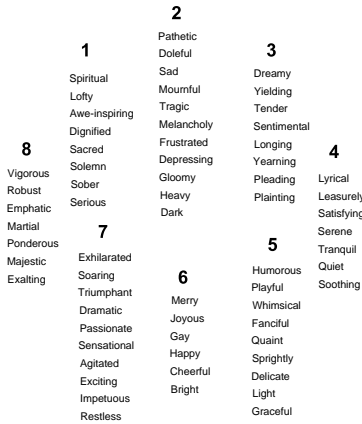 1
Spiritual
Lofty
Awe-inspiring
Dignified
Sacred
Solemn
Sober
Serious
2
Pathetic
Doleful
Sad
Mournful
Tragic
Melancholy
Frustrated
Depressing
Gloomy
Heavy
Dark
3
Dreamy
Yielding
Tender
Sentimental
Longing
Yearning
Pleading
Plainting
4
Lyrical
Leasurely
Satisfying
Serene
Tranquil
Quiet
Soothing
5
Humorous
Playful
Whimsical
Fanciful
Quaint
Sprightly
Delicate
Light
Graceful
6
Merry
Joyous
Gay
Happy
Cheerful
Bright
7
Exhilarated
Soaring
Triumphant
Dramatic
Passionate
Sensational
Agitated
Exciting
Impetuous
Restless
8
Vigorous
Robust
Emphatic
Martial
Ponderous
Majestic
Exalting